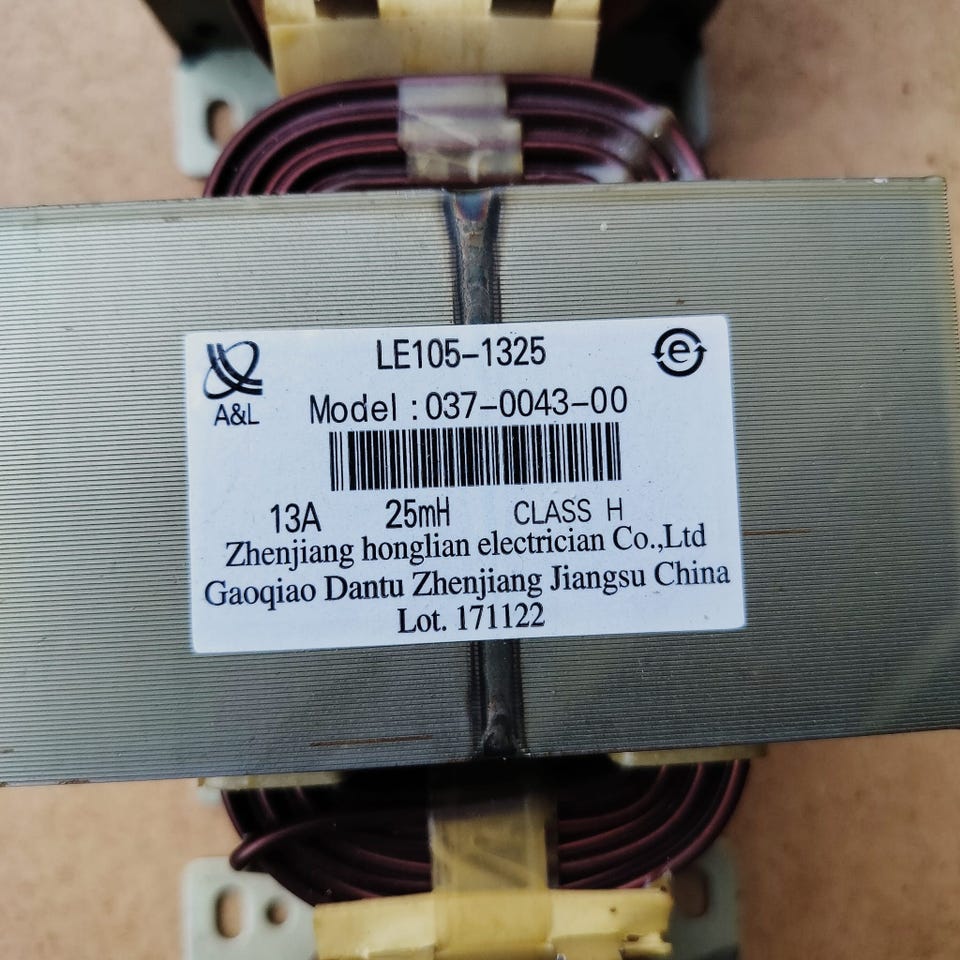 LE105-1325
e
A&L
Model :037-0043-00
13A 25mH CLASS H
Zhenjiang honglian electrician Co.,Ltd
Gaoqiao Dantu Zhenjiang Jiangsu China
Lot. 171122